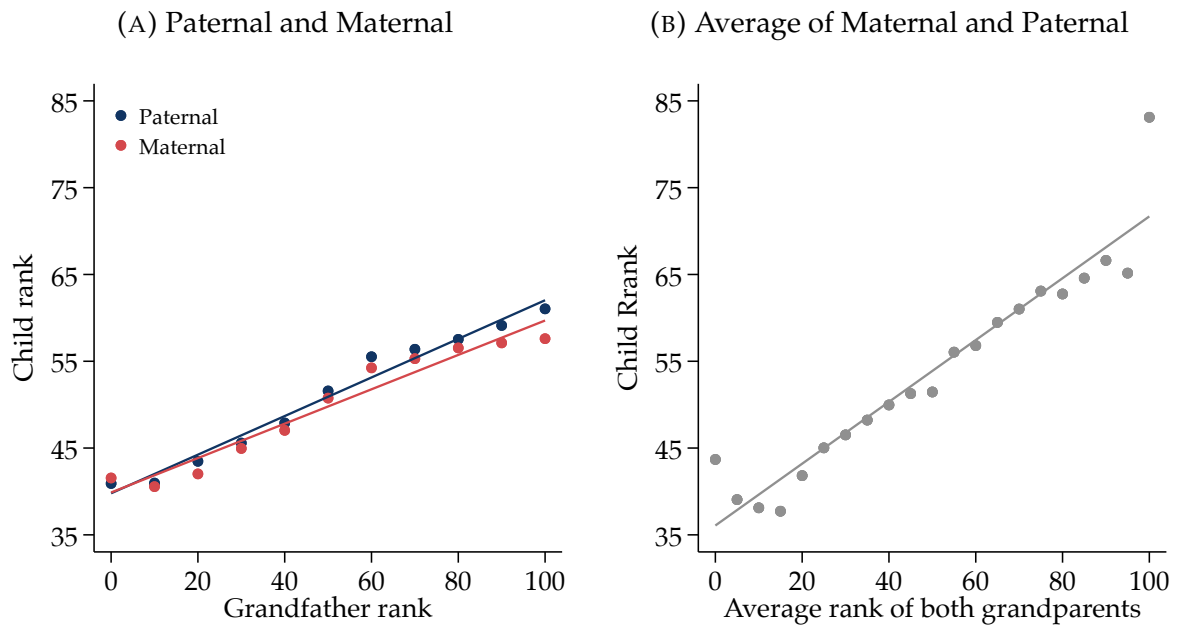 (A) Paternal and Maternal
85
75
65
55
45
35
Child rank
Paternal
Maternal
0 20 40 60 80 100
Grandfather rank
(B) Average of Maternal and Paternal
85
75
65
55
45
35
Child Rrank
0 20 40 60 80 100
Average rank of both grandparents